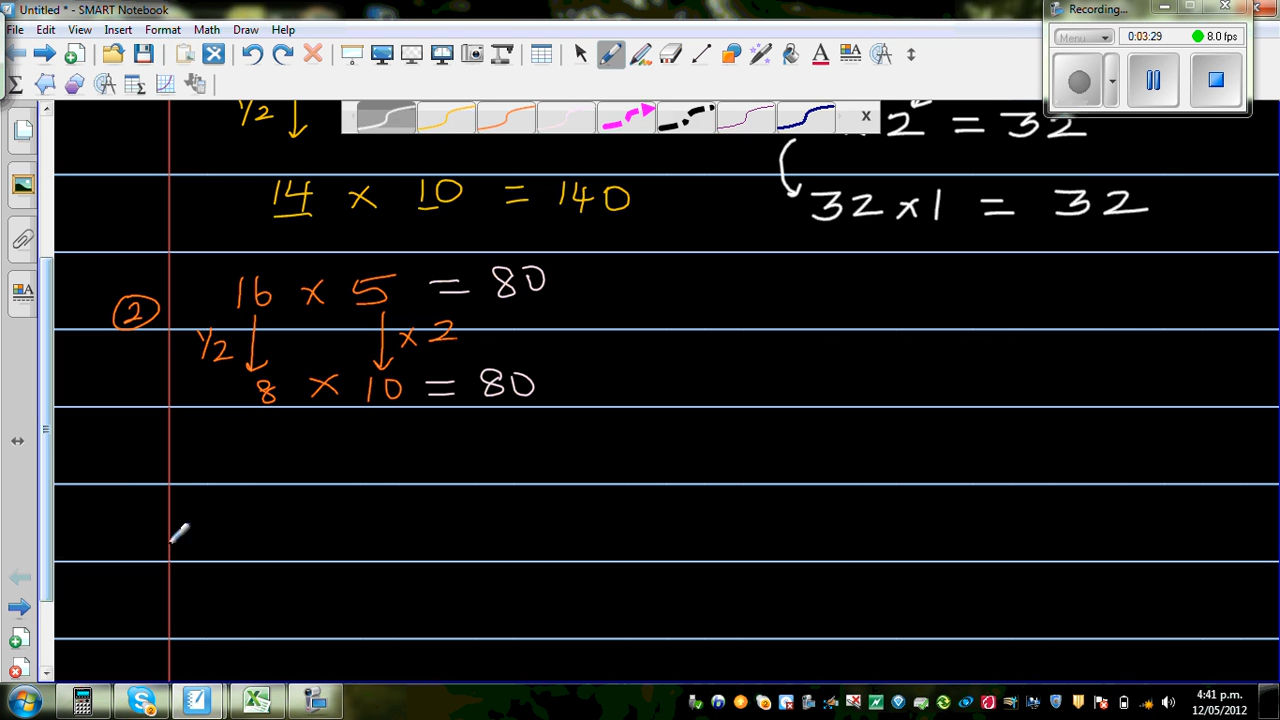 Untitled * - SMART Notebook
File Edit View Insert Format Math Draw Help
Recording...
Menu 0:03:29 8.0 fps
1/2
2 = 32
14 × 10 = 140
32 × 1 = 32
2
16 × 5 = 80
1/2 × 2
8 × 10 = 80
4:41 p.m.
12/05/2012